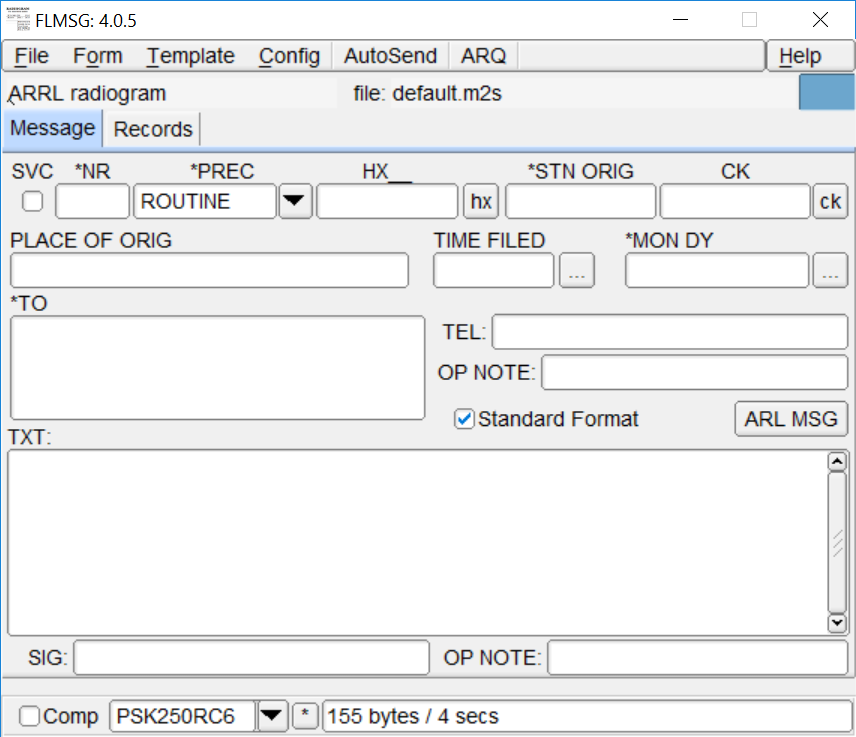 FLMSG: 4.0.5
File Form Template Config AutoSend ARQ Help
ARRL radiogram file: default.m2s
Message Records
SVC *NR *PREC HX__ *STN ORIG CK
ROUTINE hx ck
PLACE OF ORIG TIME FILED *MON DY
... ...
*TO
TEL:
OP NOTE:
Standard Format ARL MSG
TXT:
SIG: OP NOTE:
Comp PSK250RC6 * 155 bytes / 4 secs